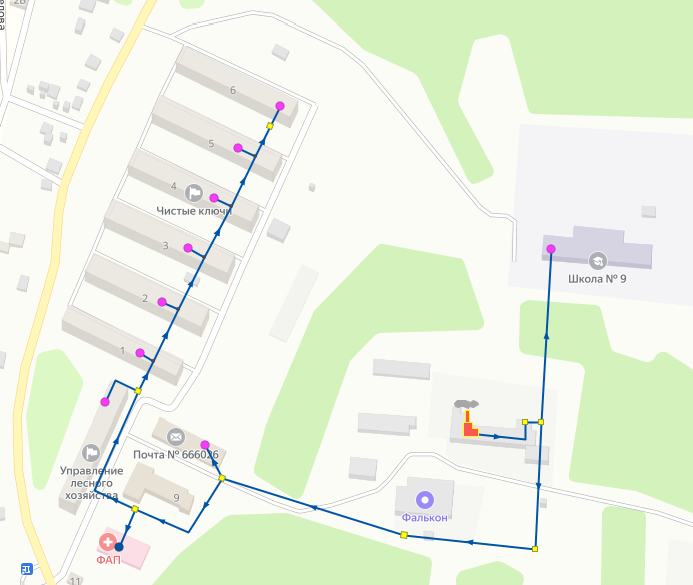 28
6
5
4
Чистые ключи
3
2
1
Школа № 9
Почта № 666026
Управление
лесного
хозяйства
9
Фалькон
ФАП
11